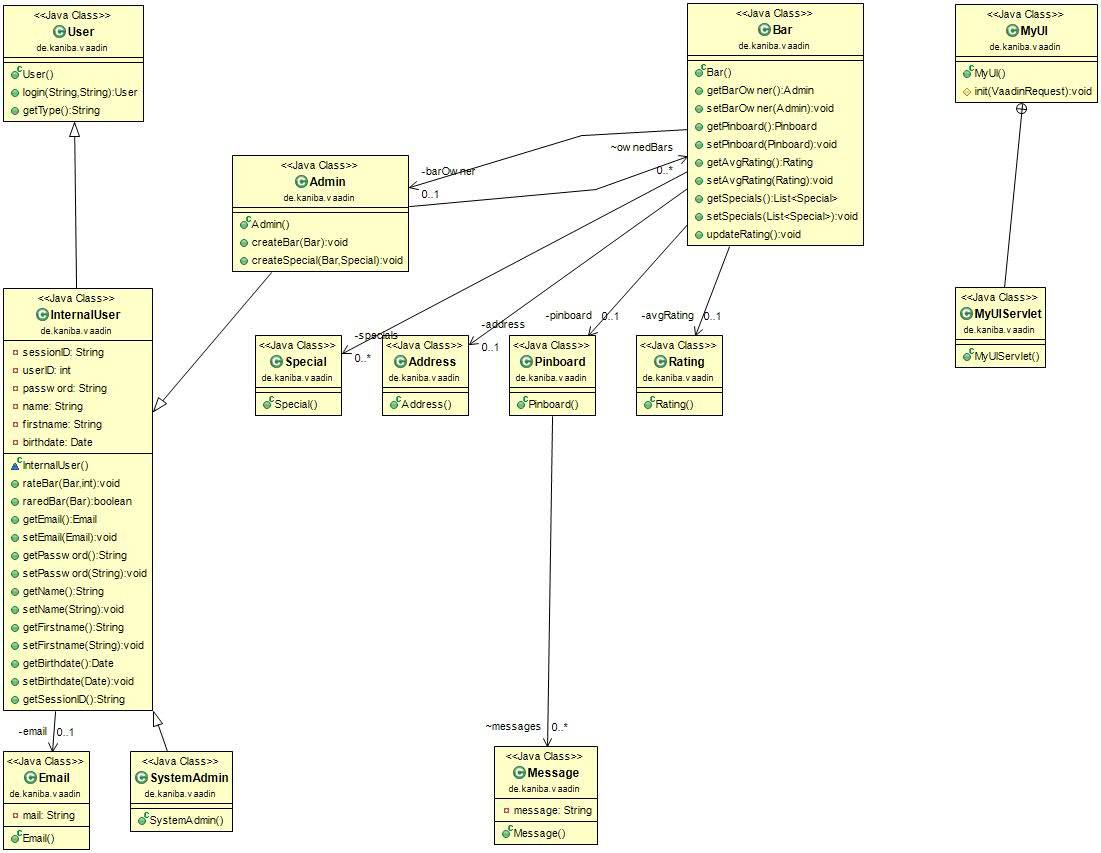 <<Java Class>>
User
de.kaniba.vaadin
User()
login(String,String):User
getType():String
<<Java Class>>
Bar
de.kaniba.vaadin
Bar()
getBarOwner():Admin
setBarOwner(Admin):void
getPinboard():Pinboard
setPinboard(Pinboard):void
getAvgRating():Rating
setAvgRating(Rating):void
getSpecials():List<Special>
setSpecials(List<Special>):void
updateRating():void
<<Java Class>>
MyUI
de.kaniba.vaadin
MyUI()
init(VaadinRequest):void
<<Java Class>>
Admin
de.kaniba.vaadin
Admin()
createBar(Bar):void
createSpecial(Bar,Special):void
-barOwner
0..1
~ownedBars
0..*
<<Java Class>>
InternalUser
de.kaniba.vaadin
sessionID: String
userID: int
password: String
name: String
firstname: String
birthdate: Date
InternalUser()
rateBar(Bar,int):void
raredBar(Bar):boolean
getEmail():Email
setEmail(Email):void
getPassword():String
setPassword(String):void
getName():String
setName(String):void
getFirstname():String
setFirstname(String):void
getBirthdate():Date
setBirthdate(Date):void
getSessionID():String
-specials
0..*
-address
0..1
-pinboard
0..1
-avgRating
0..1
<<Java Class>>
Special
de.kaniba.vaadin
Special()
<<Java Class>>
Address
de.kaniba.vaadin
Address()
<<Java Class>>
Pinboard
de.kaniba.vaadin
Pinboard()
<<Java Class>>
Rating
de.kaniba.vaadin
Rating()
<<Java Class>>
MyUIServlet
de.kaniba.vaadin
MyUIServlet()
-email
0..1
~messages
0..*
<<Java Class>>
Email
de.kaniba.vaadin
mail: String
Email()
<<Java Class>>
SystemAdmin
de.kaniba.vaadin
SystemAdmin()
<<Java Class>>
Message
de.kaniba.vaadin
message: String
Message()